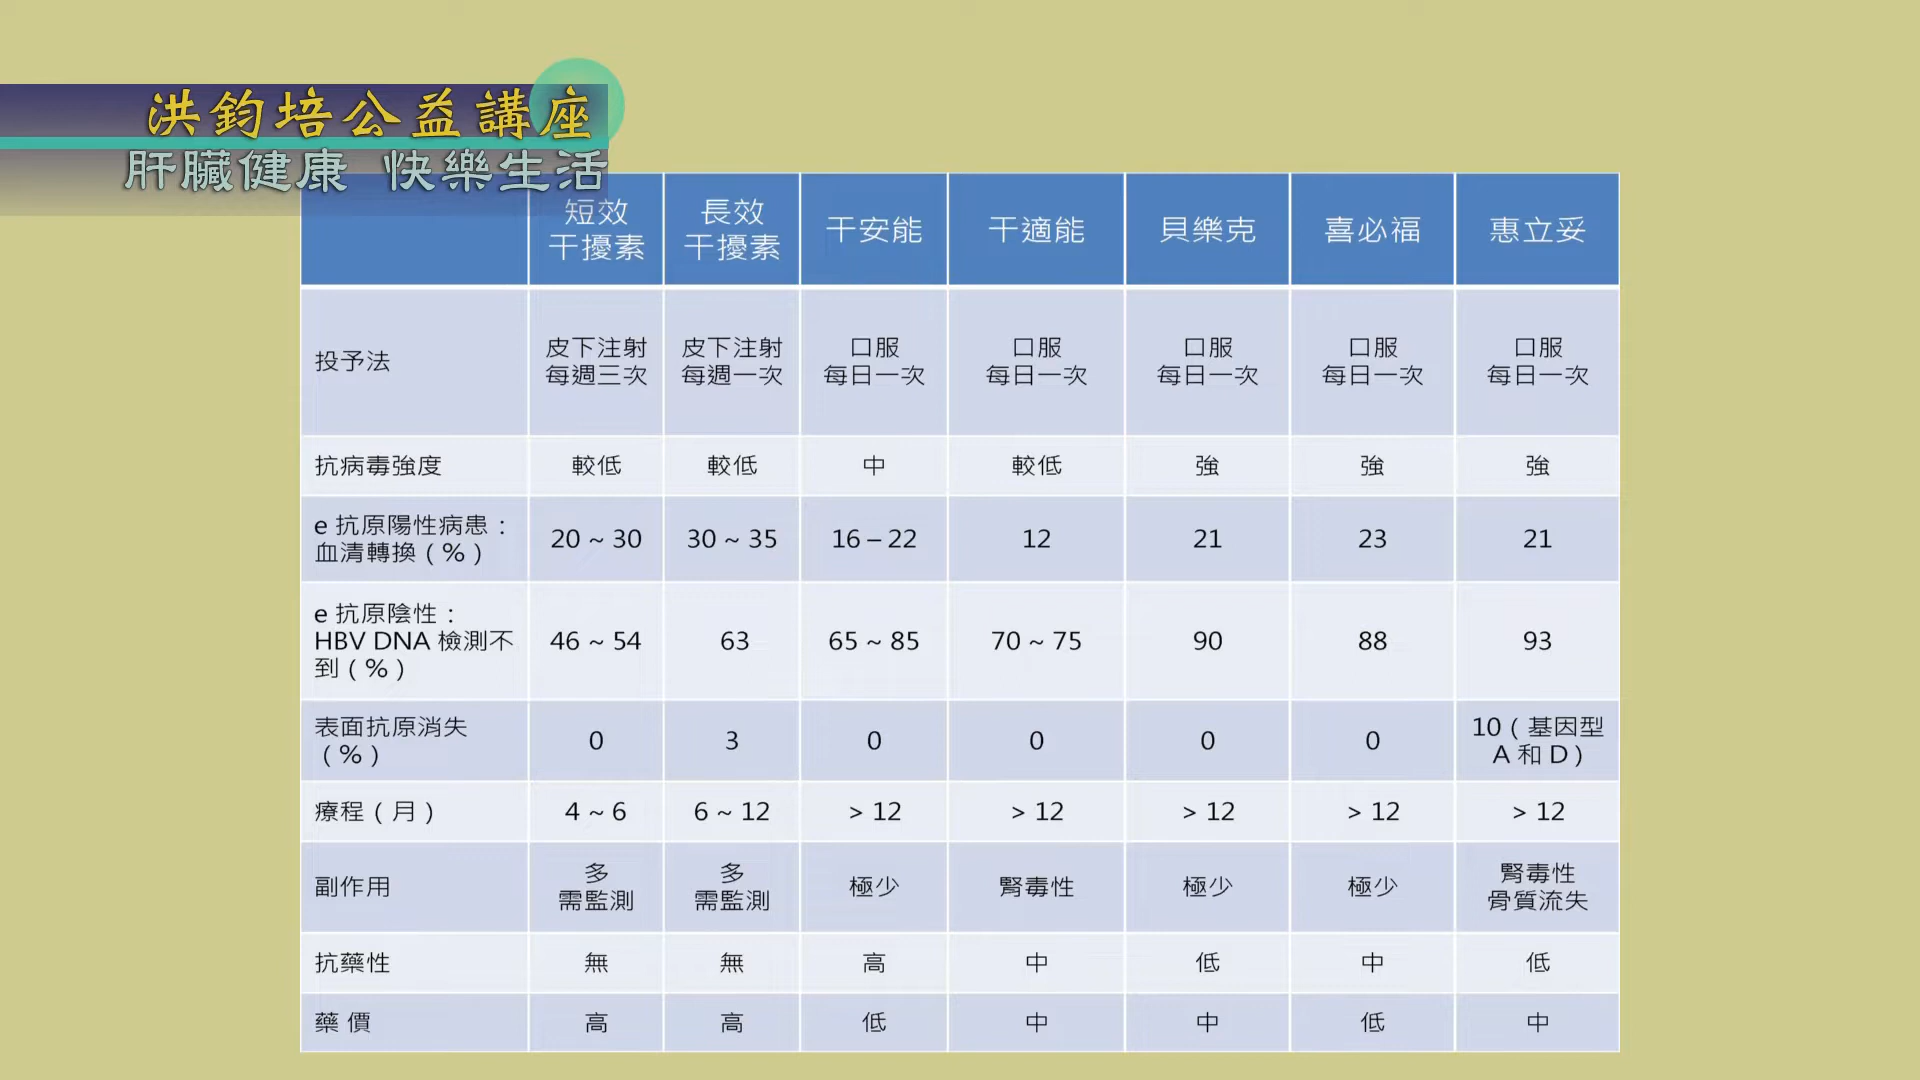 洪鈞培公益講座
肝臟健康 快樂生活
短效
干擾素
長效
干擾素
干安能
干適能
貝樂克
喜必福
惠立妥
投予法
皮下注射
每週三次
皮下注射
每週一次
口服
每日一次
口服
每日一次
口服
每日一次
口服
每日一次
口服
每日一次
抗病毒強度
較低
較低
中
較低
強
強
強
e 抗原陽性病患：
血清轉換（%）
20 ~ 30
30 ~ 35
16 – 22
12
21
23
21
e 抗原陰性：
HBV DNA 檢測不
到（%）
46 ~ 54
63
65 ~ 85
70 ~ 75
90
88
93
表面抗原消失
（%）
0
3
0
0
0
0
10（基因型
A 和 D）
療程（月）
4 ~ 6
6 ~ 12
> 12
> 12
> 12
> 12
> 12
副作用
多
需監測
多
需監測
極少
腎毒性
極少
極少
腎毒性
骨質流失
抗藥性
無
無
高
中
低
中
低
藥 價
高
高
低
中
中
低
中